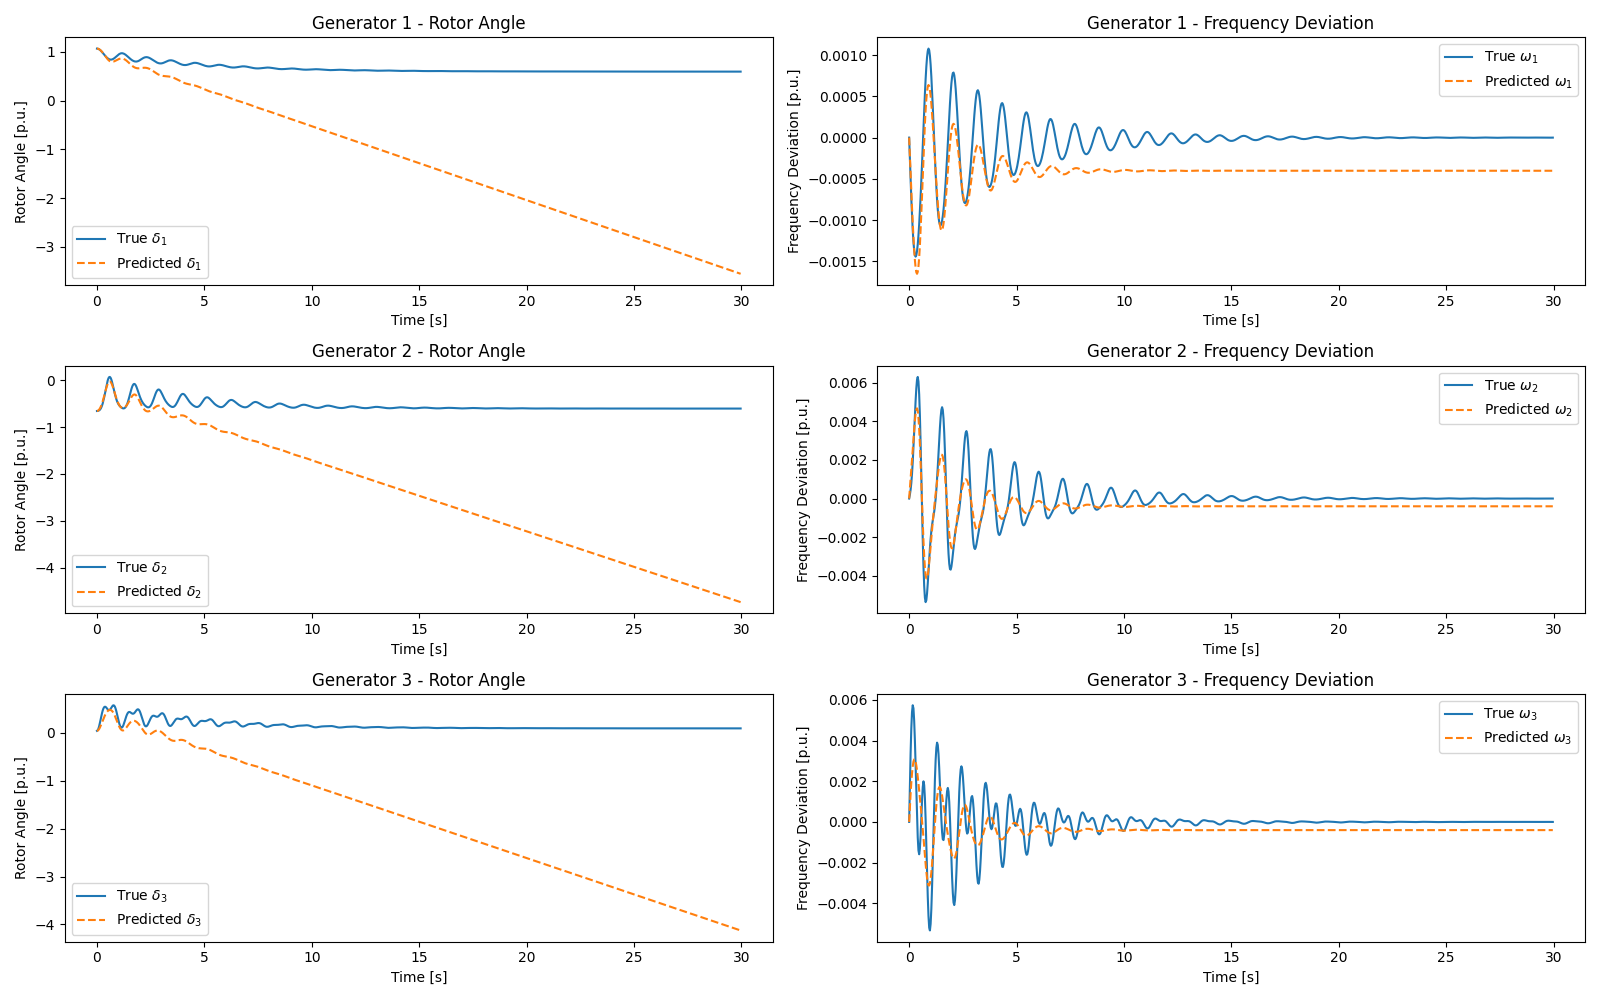 Generator 1 - Rotor Angle
Rotor Angle [p.u.]
1
0
−1
−2
−3
True δ1
Predicted δ1
0 5 10 15 20 25 30
Time [s]
Generator 1 - Frequency Deviation
Frequency Deviation [p.u.]
0.0010
0.0005
0.0000
−0.0005
−0.0010
−0.0015
True ω1
Predicted ω1
0 5 10 15 20 25 30
Time [s]
Generator 2 - Rotor Angle
Rotor Angle [p.u.]
0
−1
−2
−3
−4
True δ2
Predicted δ2
0 5 10 15 20 25 30
Time [s]
Generator 2 - Frequency Deviation
Frequency Deviation [p.u.]
0.006
0.004
0.002
0.000
−0.002
−0.004
True ω2
Predicted ω2
0 5 10 15 20 25 30
Time [s]
Generator 3 - Rotor Angle
Rotor Angle [p.u.]
0
−1
−2
−3
−4
True δ3
Predicted δ3
0 5 10 15 20 25 30
Time [s]
Generator 3 - Frequency Deviation
Frequency Deviation [p.u.]
0.006
0.004
0.002
0.000
−0.002
−0.004
True ω3
Predicted ω3
0 5 10 15 20 25 30
Time [s]